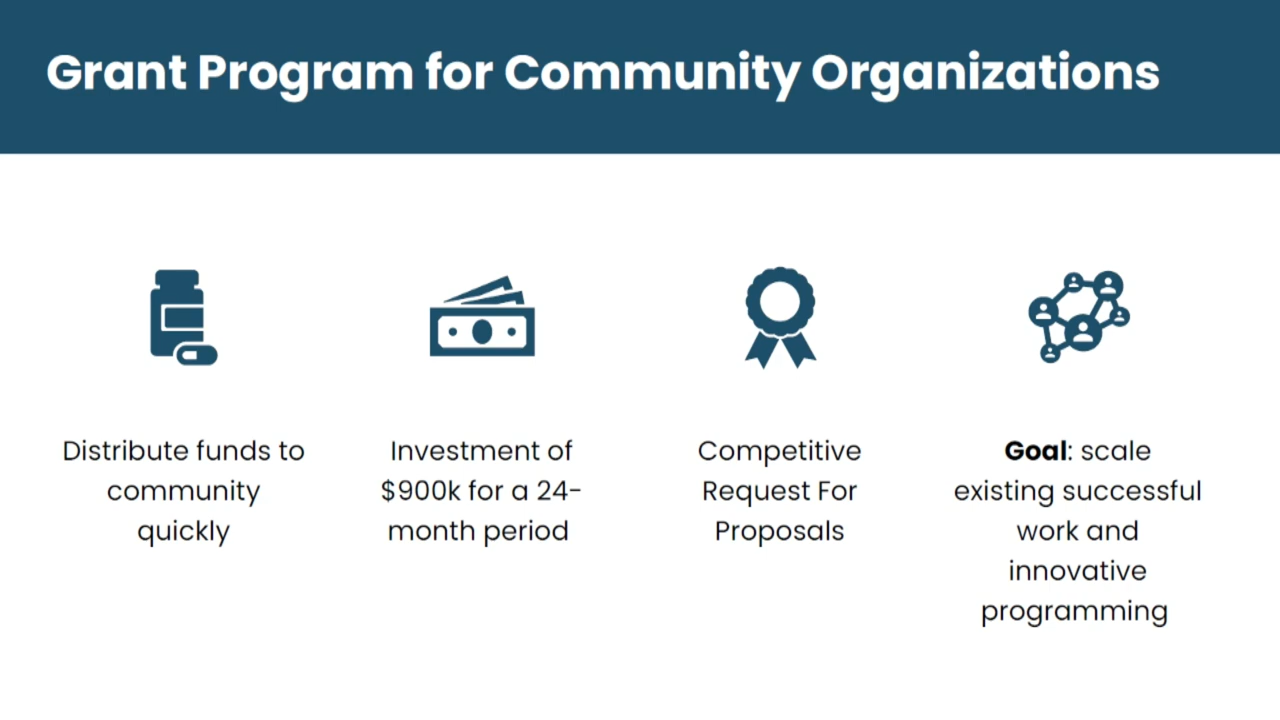 Grant Program for Community Organizations
Distribute funds to
community
quickly
Investment of
$900k for a 24-
month period
Competitive
Request For
Proposals
Goal: scale
existing successful
work and
innovative
programming